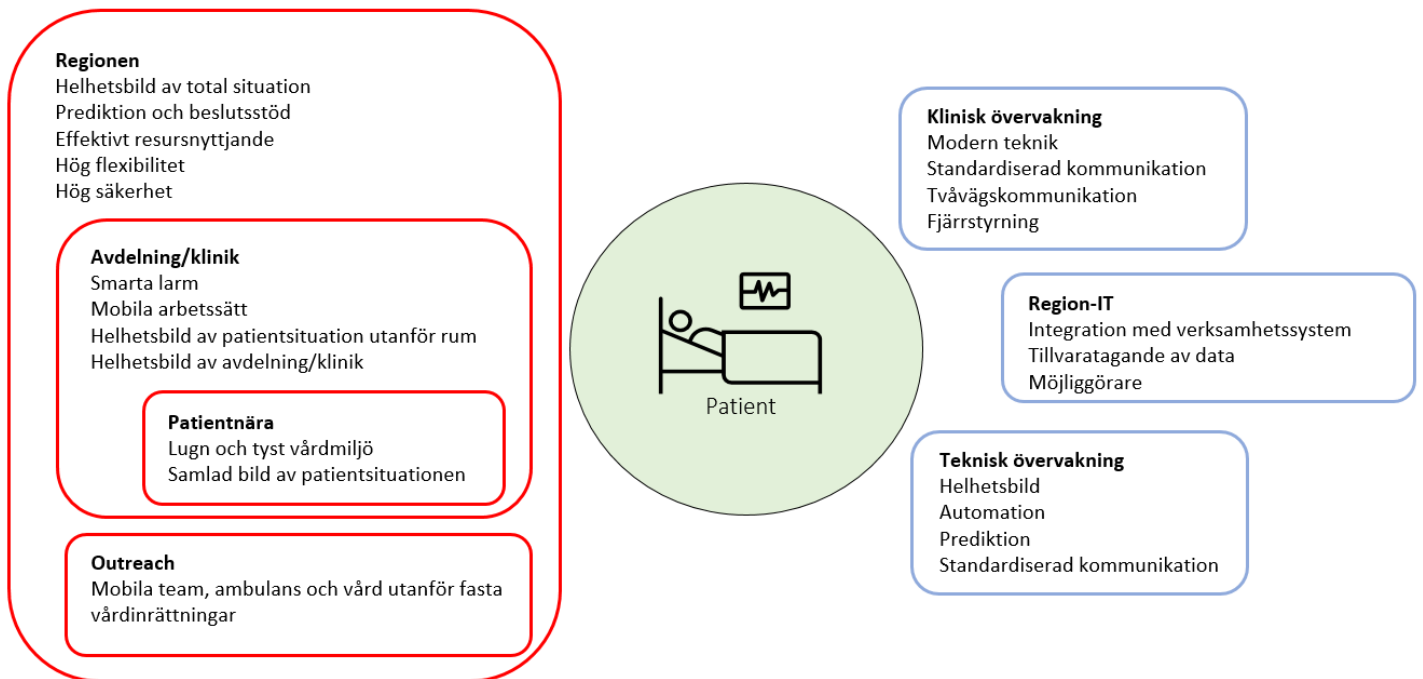 Regionen
Helhetsbild av total situation
Prediktion och beslutsstöd
Effektivt resursnyttjande
Hög flexibilitet
Hög säkerhet
Avdelning/klinik
Smarta larm
Mobila arbetssätt
Helhetsbild av patientsituation utanför rum
Helhetsbild av avdelning/klinik
Patientnära
Lugn och tyst vårdmiljö
Samlad bild av patientsituationen
Outreach
Mobila team, ambulans och vård utanför fasta
vårdinrättningar
Patient
Klinisk övervakning
Modern teknik
Standardiserad kommunikation
Tvåvägskommunikation
Fjärrstyrning
Region-IT
Integration med verksamhetssystem
Tillvaratagande av data
Möjliggörare
Teknisk övervakning
Helhetsbild
Automation
Prediktion
Standardiserad kommunikation